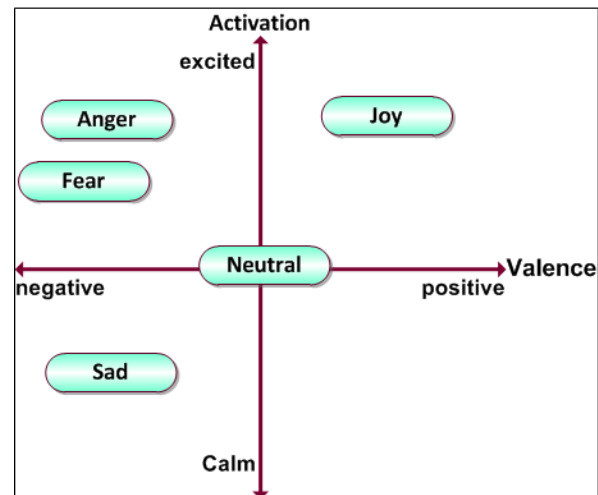 Activation
excited
Anger
Joy
Fear
Neutral
Valence
negative
positive
Sad
Calm